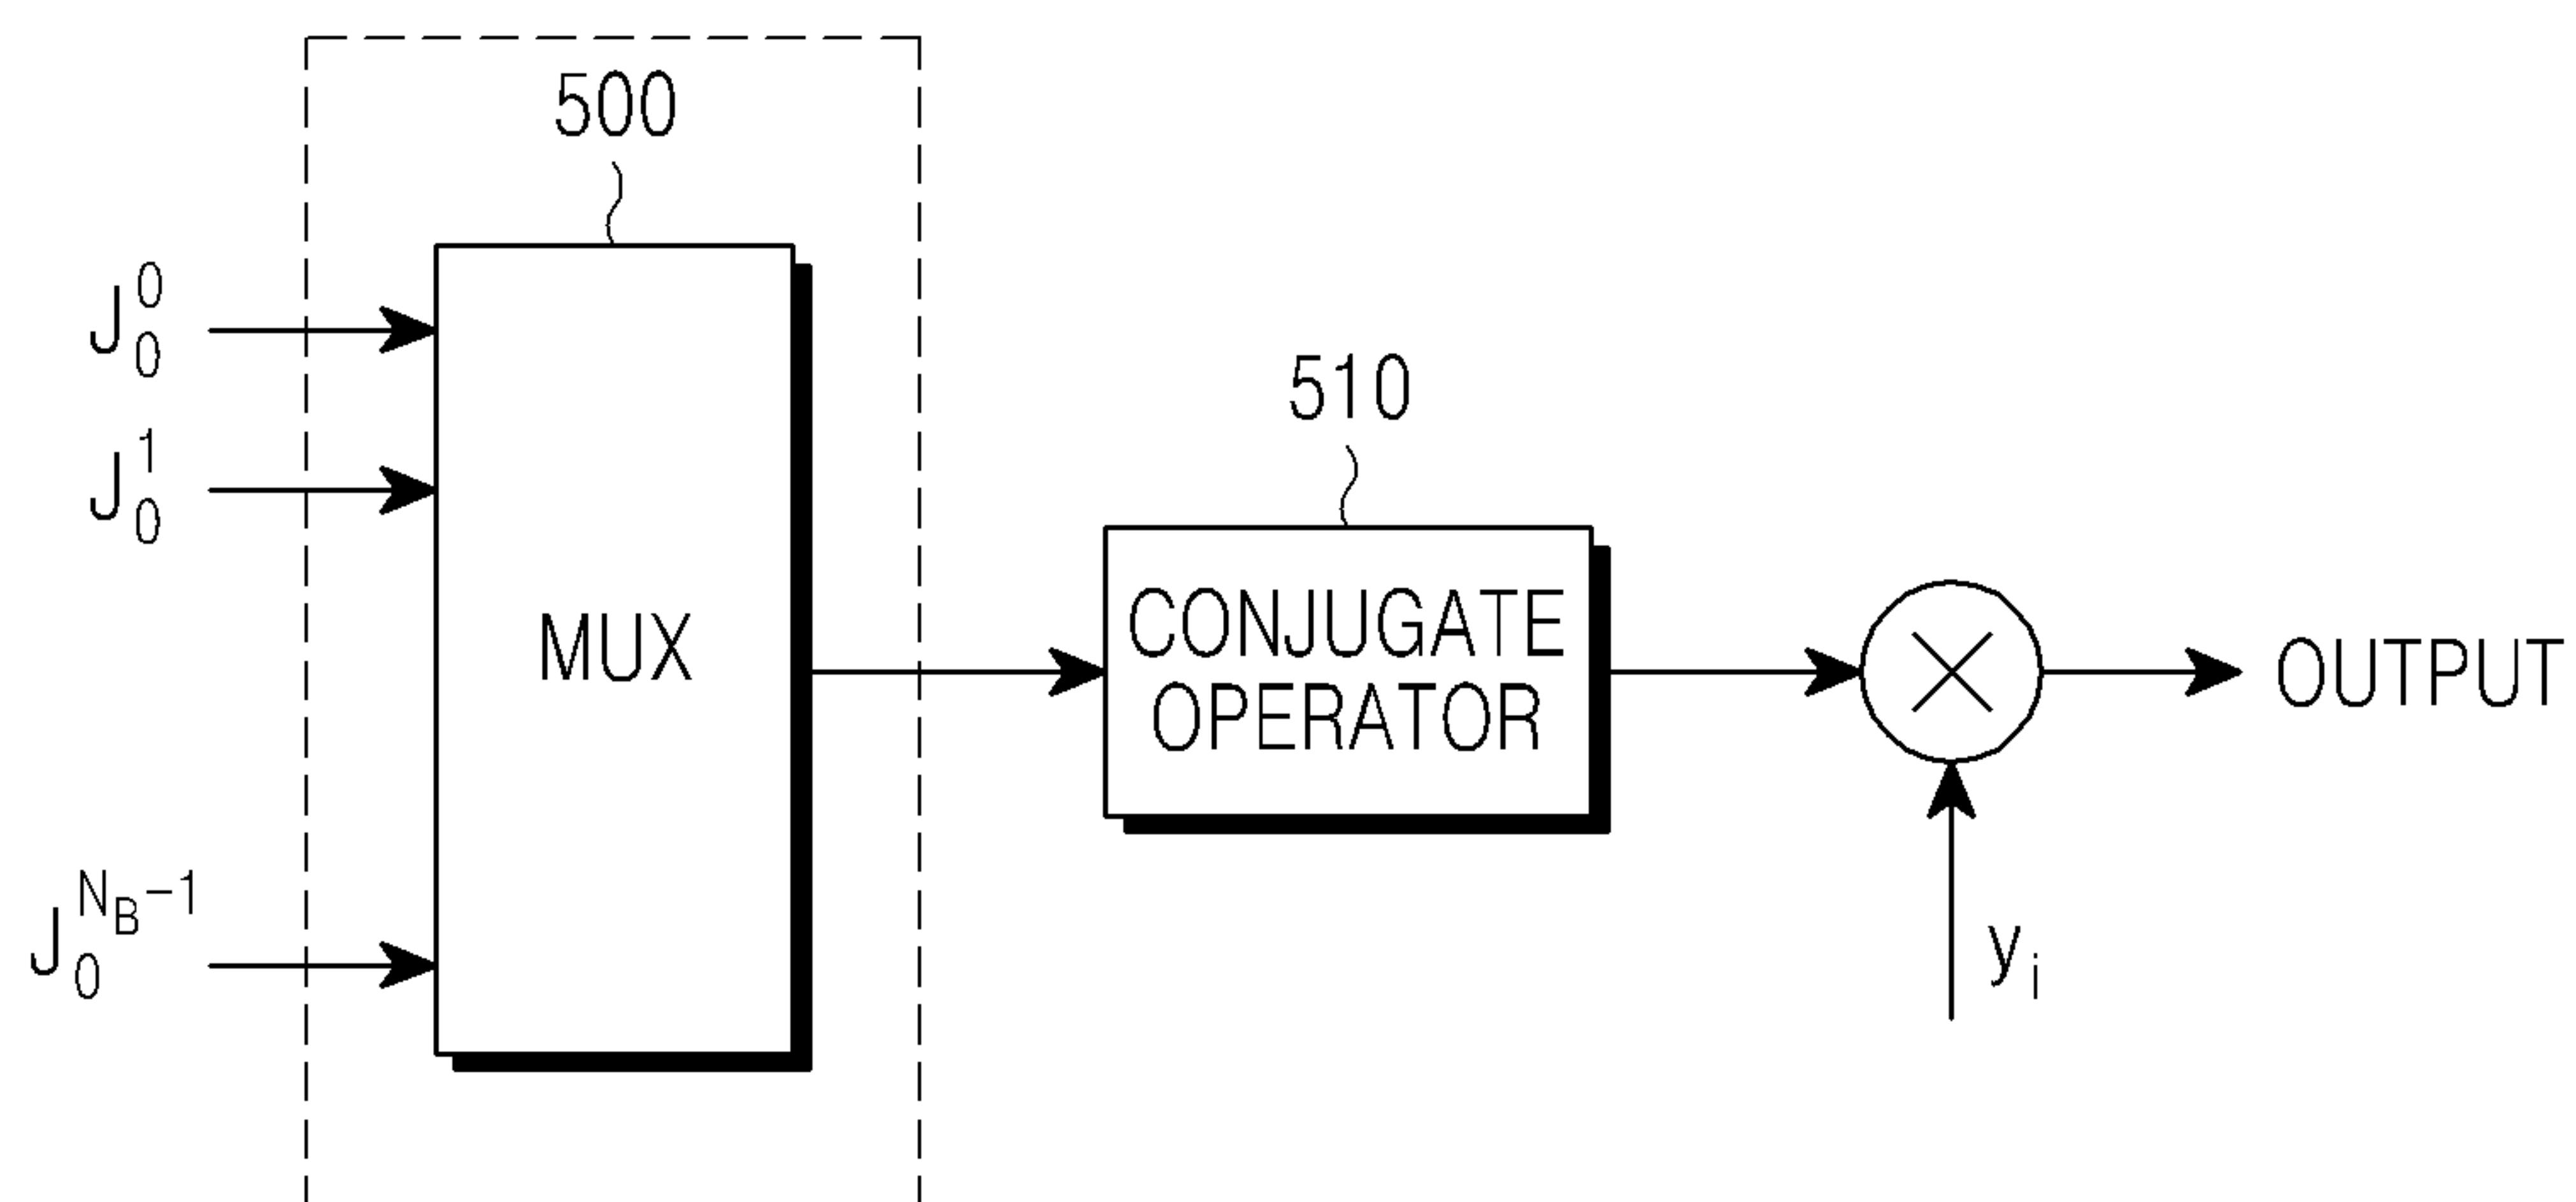 500
J_0^0
J_0^1
J_0^{N_B-1}
MUX
510
CONJUGATE
OPERATOR
y_i
OUTPUT